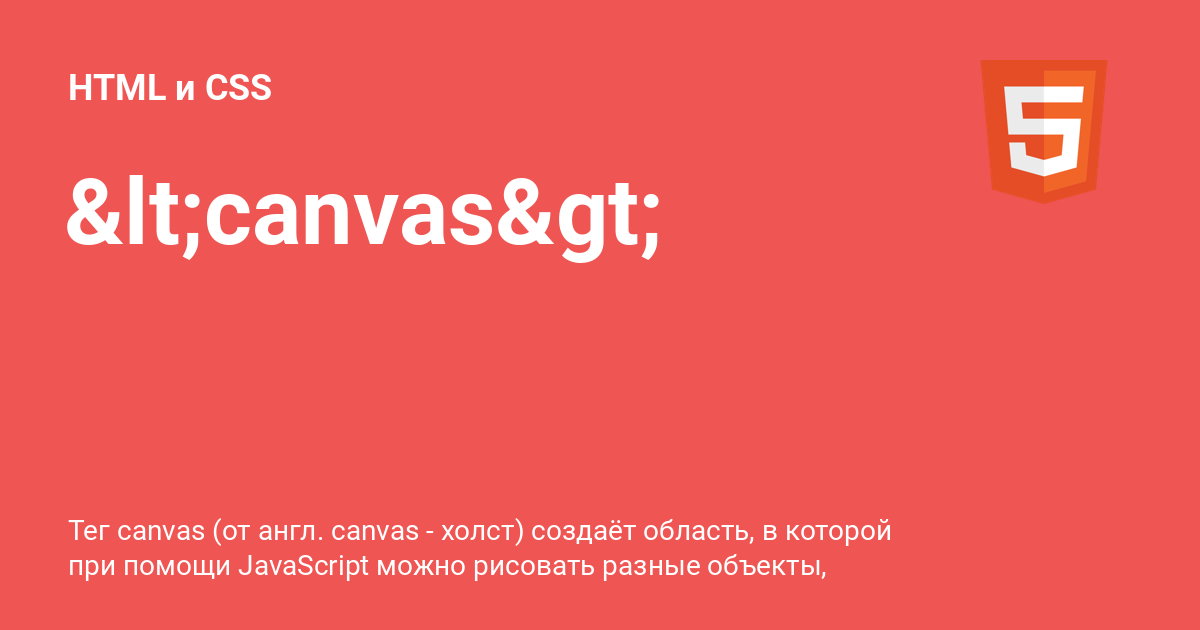 HTML и CSS
&lt;canvas&gt;
Тег canvas (от англ. canvas - холст) создаёт область, в которой
при помощи JavaScript можно рисовать разные объекты,